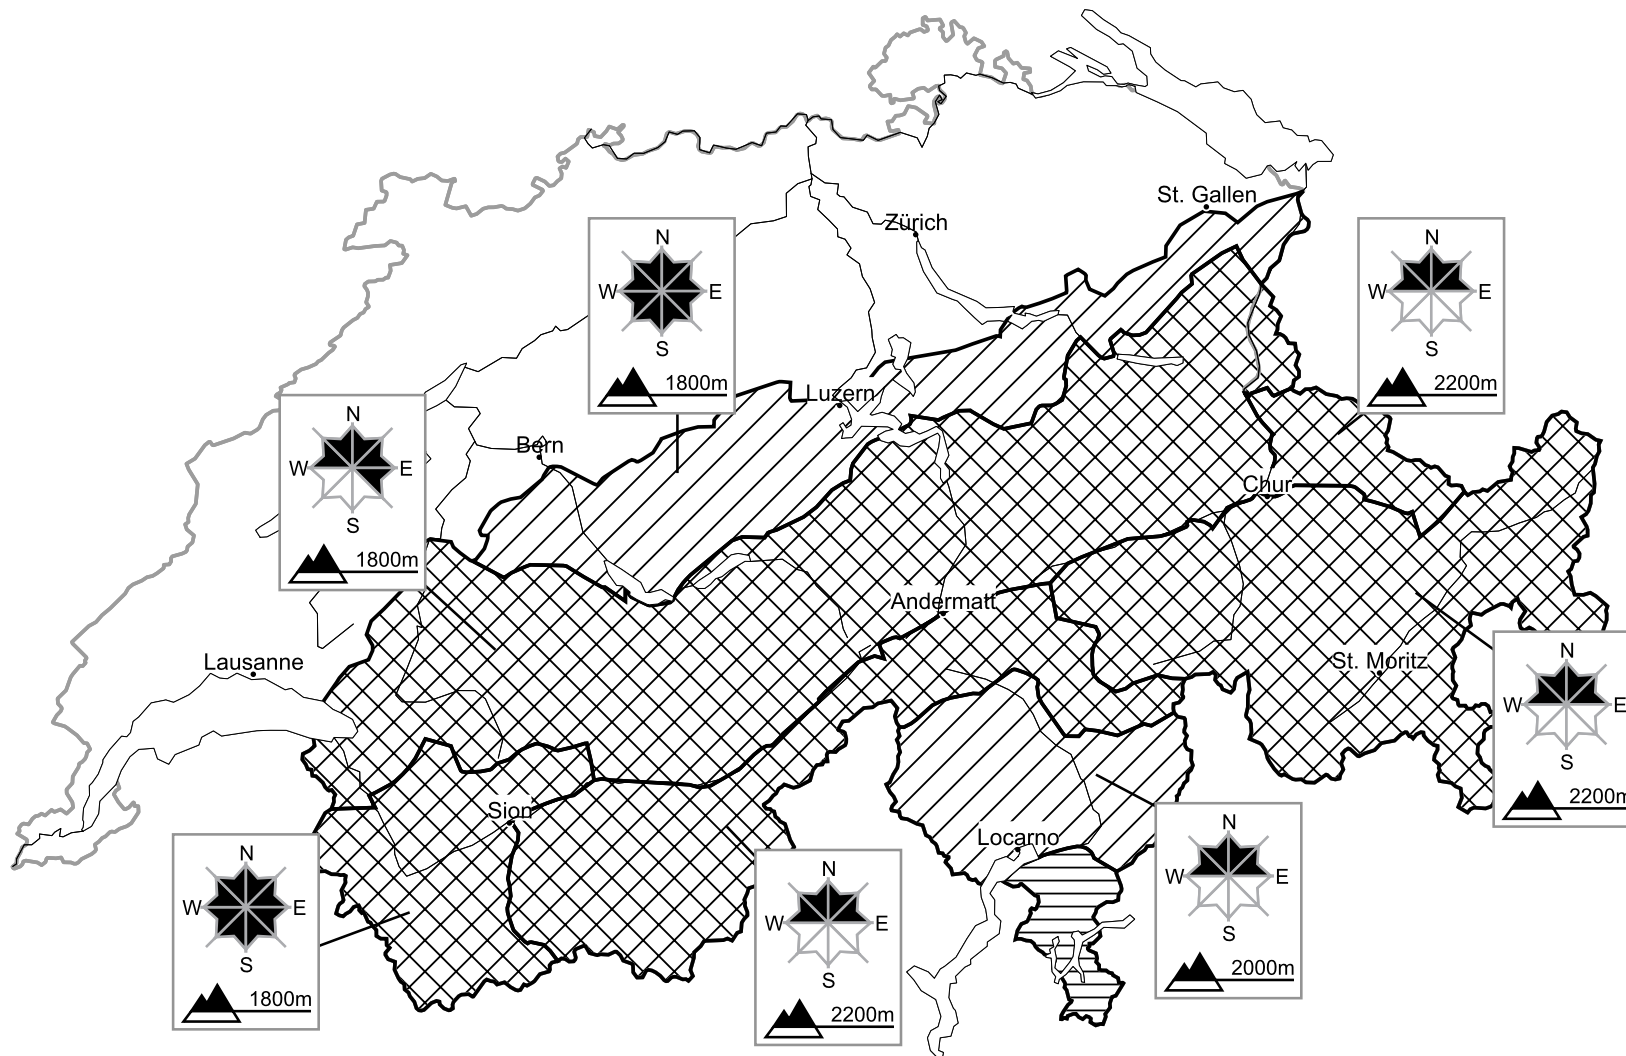 St. Gallen
Zürich
N
W E
S
1800m
N
W E
S
2200m
Luzern
N
W E
S
1800m
Bern
Chur
Andermatt
Lausanne
St. Moritz
N
W E
S
2200m
Sion
Locarno
N
W E
S
2000m
N
W E
S
1800m
N
W E
S
2200m